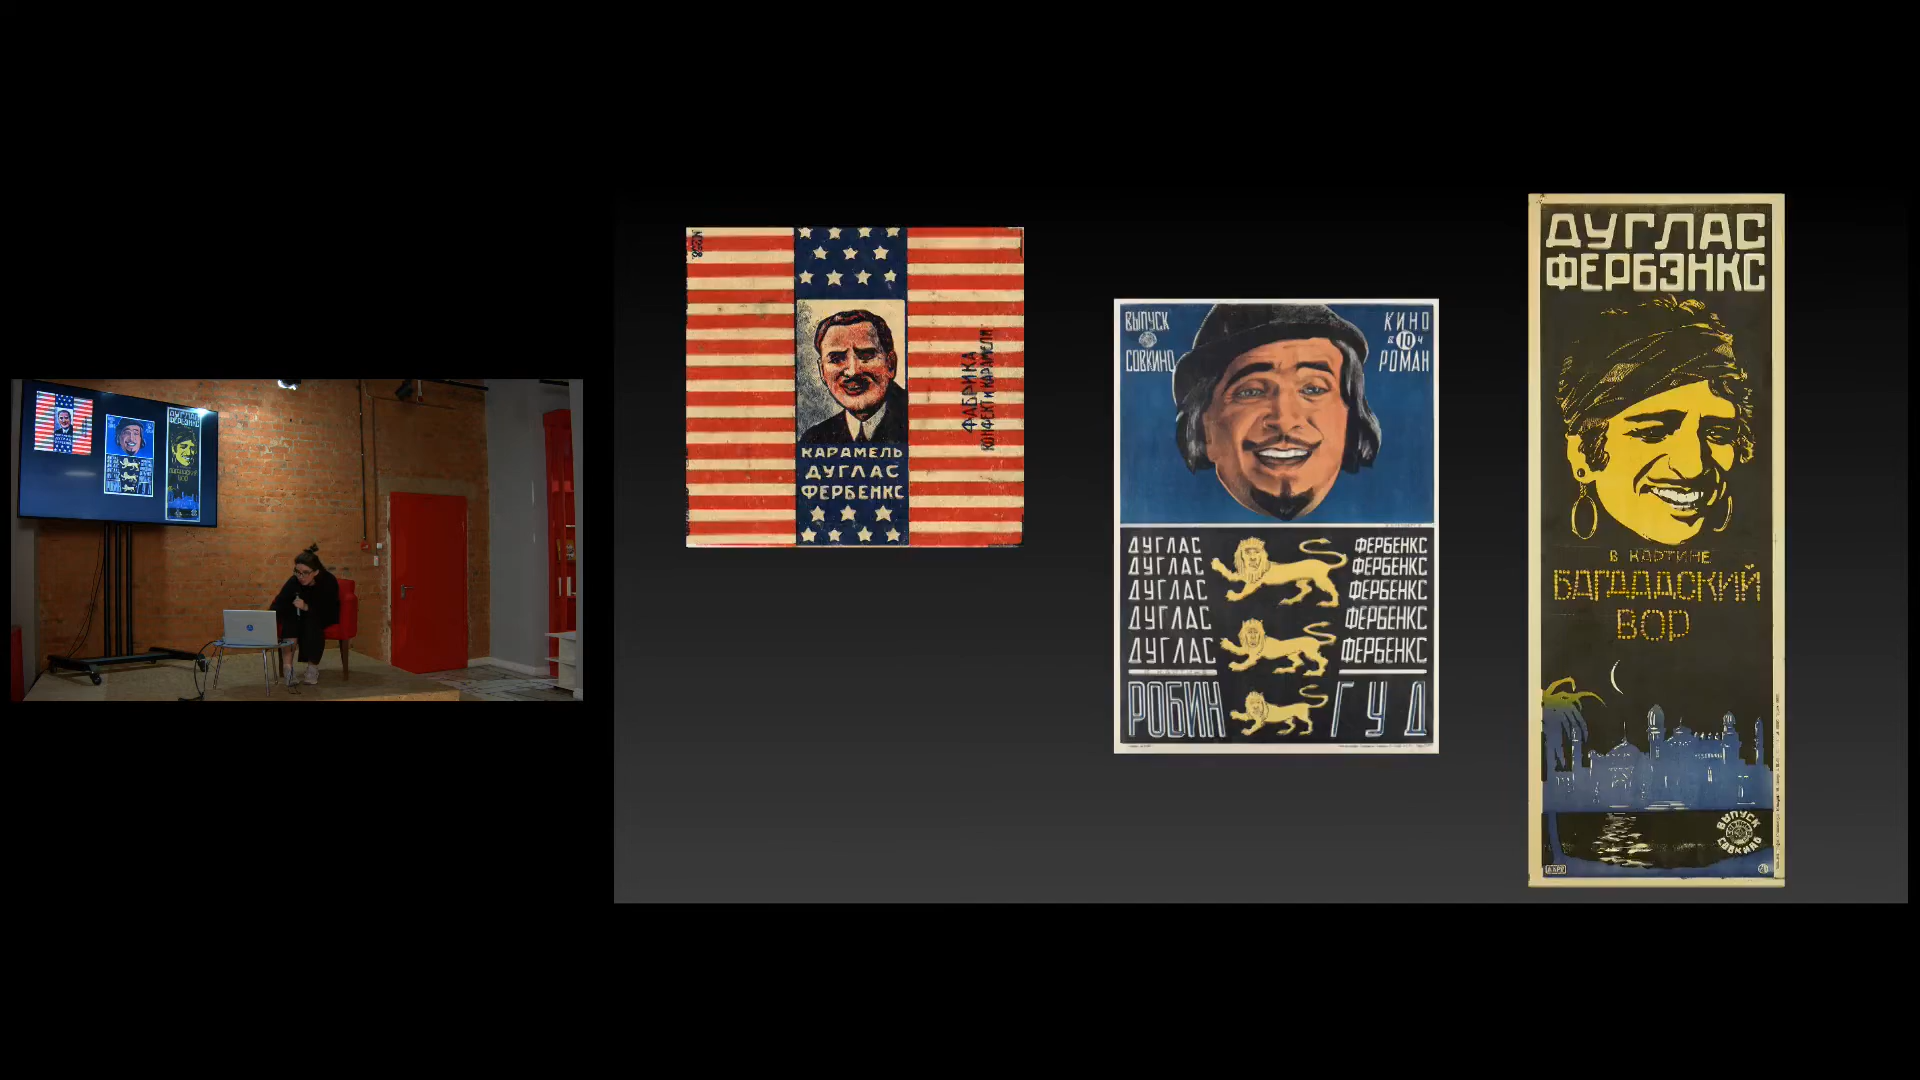 №258.
КАРАМЕЛЬ
ДУГЛАС
ФЕРБЕНКС
ФАБРИКА
КОНФЕКТ И КАРАМЕЛИ
ВЫПУСК
СОВКИНО
КИНО
В 10 Ч
РОМАН
ДУГЛАС ФЕРБЕНКС
ДУГЛАС ФЕРБЕНКС
ДУГЛАС ФЕРБЕНКС
ДУГЛАС ФЕРБЕНКС
ДУГЛАС ФЕРБЕНКС
РОБИН ГУД
ДУГЛАС
ФЕРБЭНКС
В КАРТИНЕ
БАГДАДСКИЙ
ВОР
ВЫПУСК
СОВКИНО